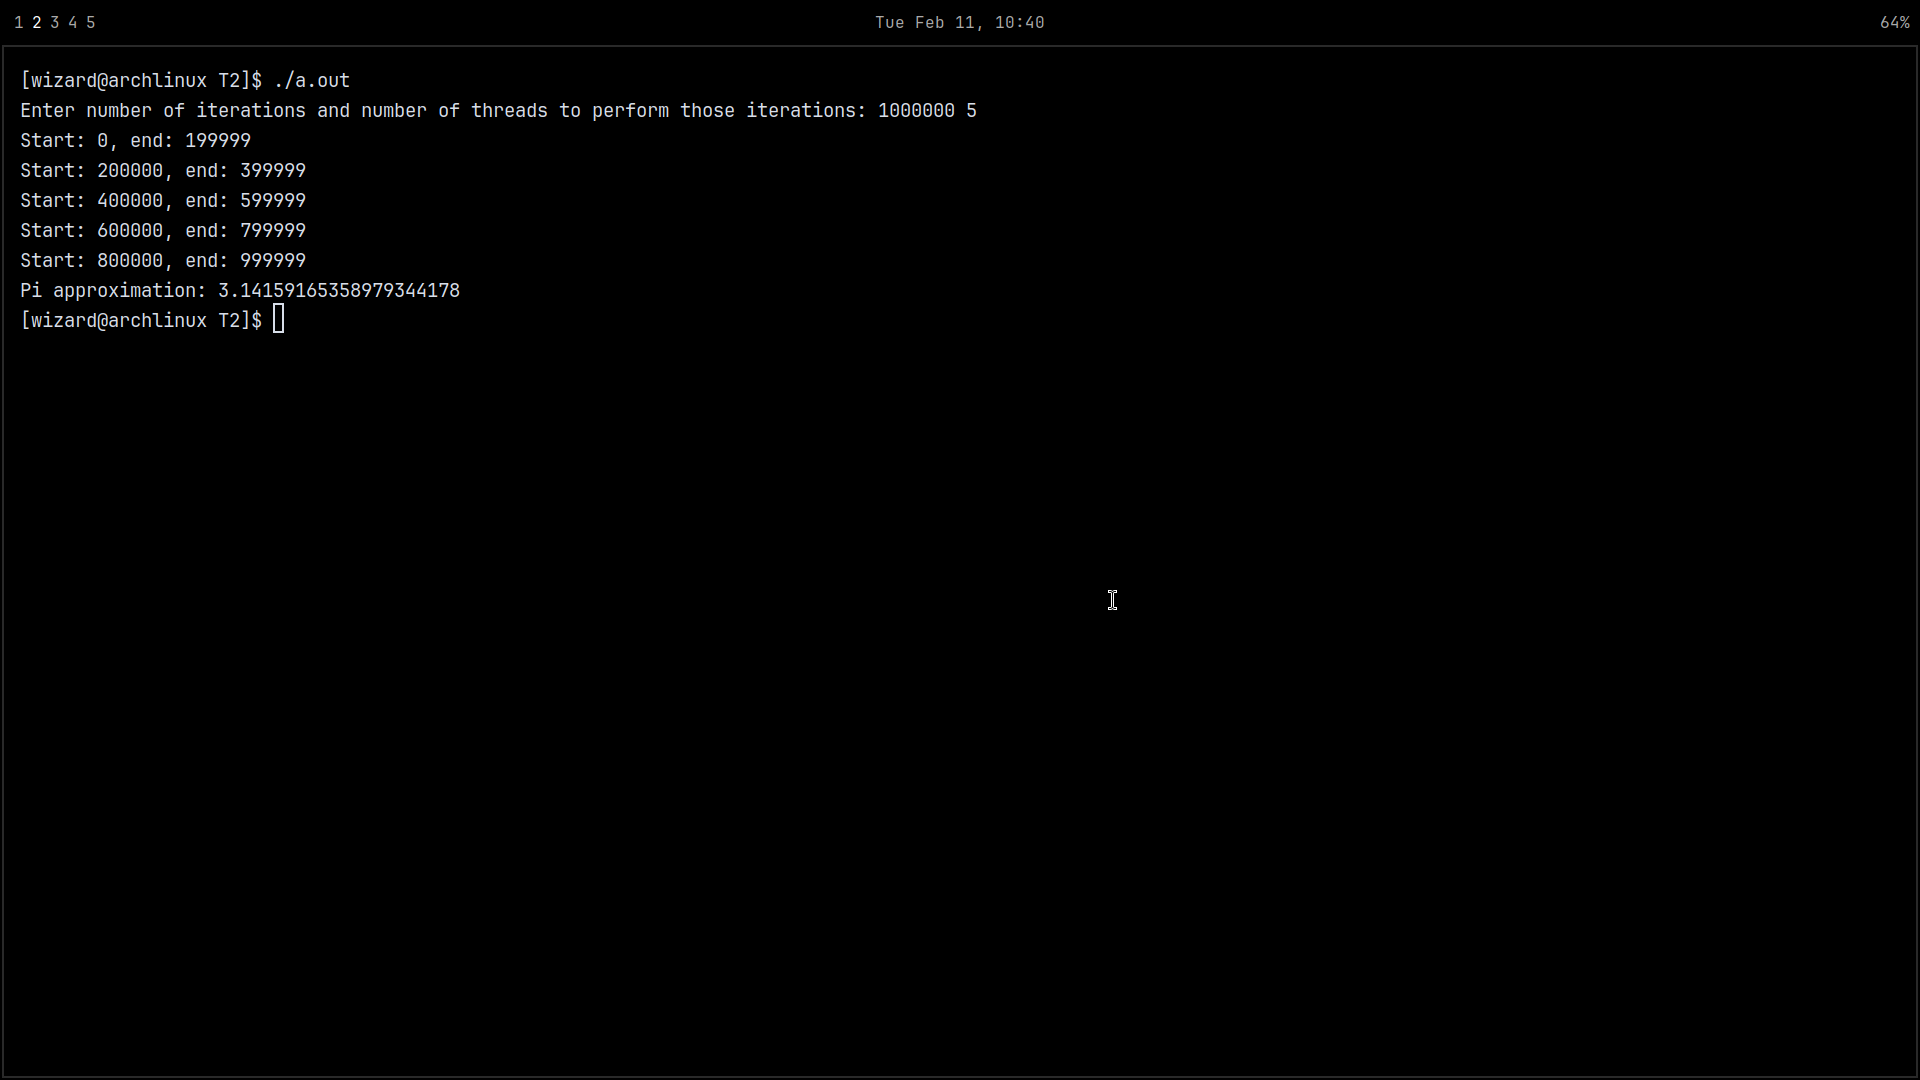 1 2 3 4 5 Tue Feb 11, 10:40 64%
[wizard@archlinux T2]$ ./a.out
Enter number of iterations and number of threads to perform those iterations: 1000000 5
Start: 0, end: 199999
Start: 200000, end: 399999
Start: 400000, end: 599999
Start: 600000, end: 799999
Start: 800000, end: 999999
Pi approximation: 3.14159165358979344178
[wizard@archlinux T2]$